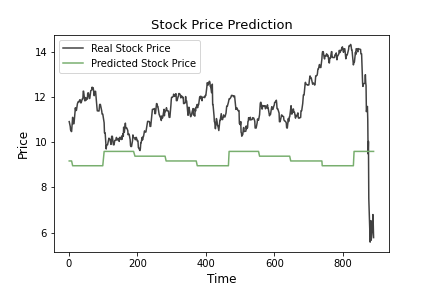 Stock Price Prediction
Real Stock Price
Predicted Stock Price
Price
14
12
10
8
6
0 200 400 600 800
Time